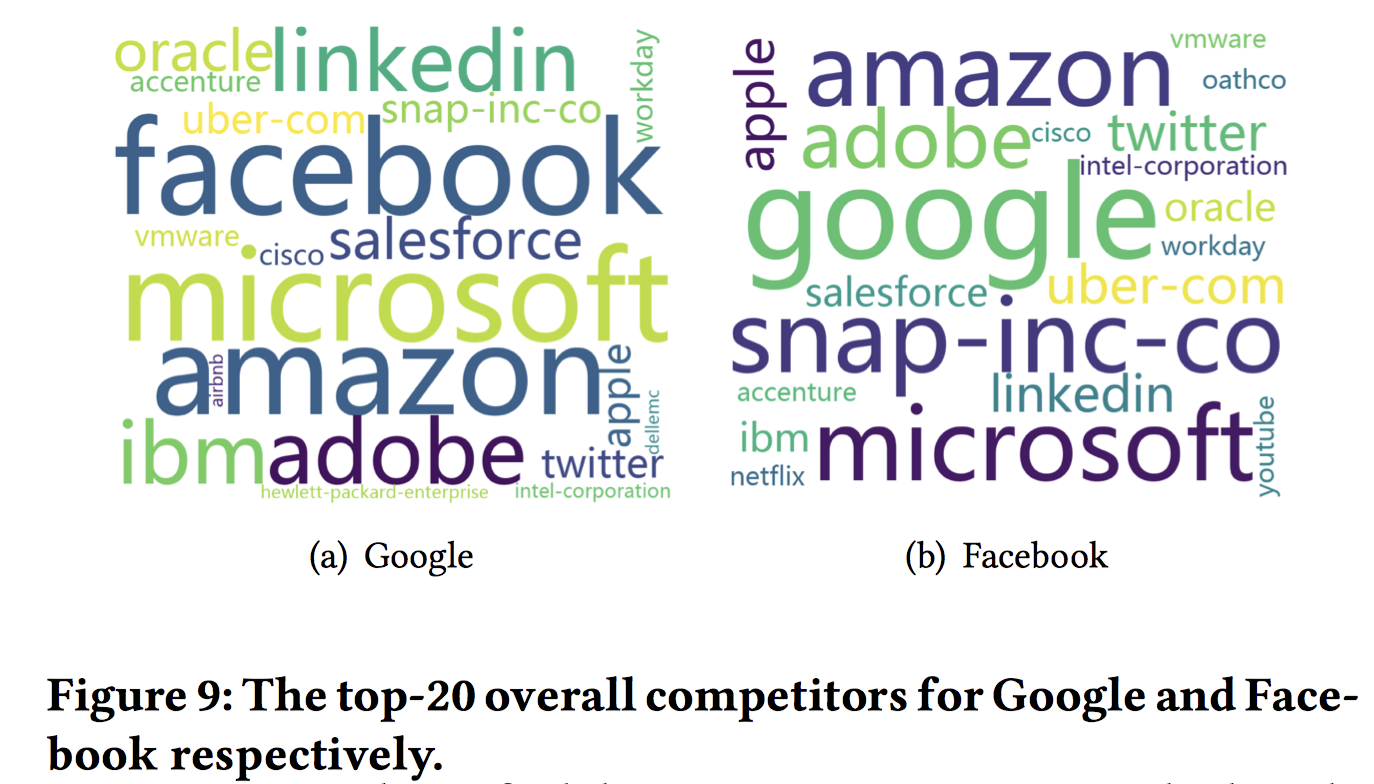 oracle linkedin workday
accenture
uber-com snap-inc-co
facebook
vmware cisco salesforce
microsoft
amazon airbnb apple
ibm adobe twitter dellemc
hewlett-packard-enterprise intel-corporation
(a) Google
apple amazon vmware
oathco
adobe cisco twitter
intel-corporation
google oracle
workday
salesforce uber-com
snap-inc-co
accenture linkedin
ibm microsoft youtube
netflix
(b) Facebook
Figure 9: The top-20 overall competitors for Google and Face-
book respectively.